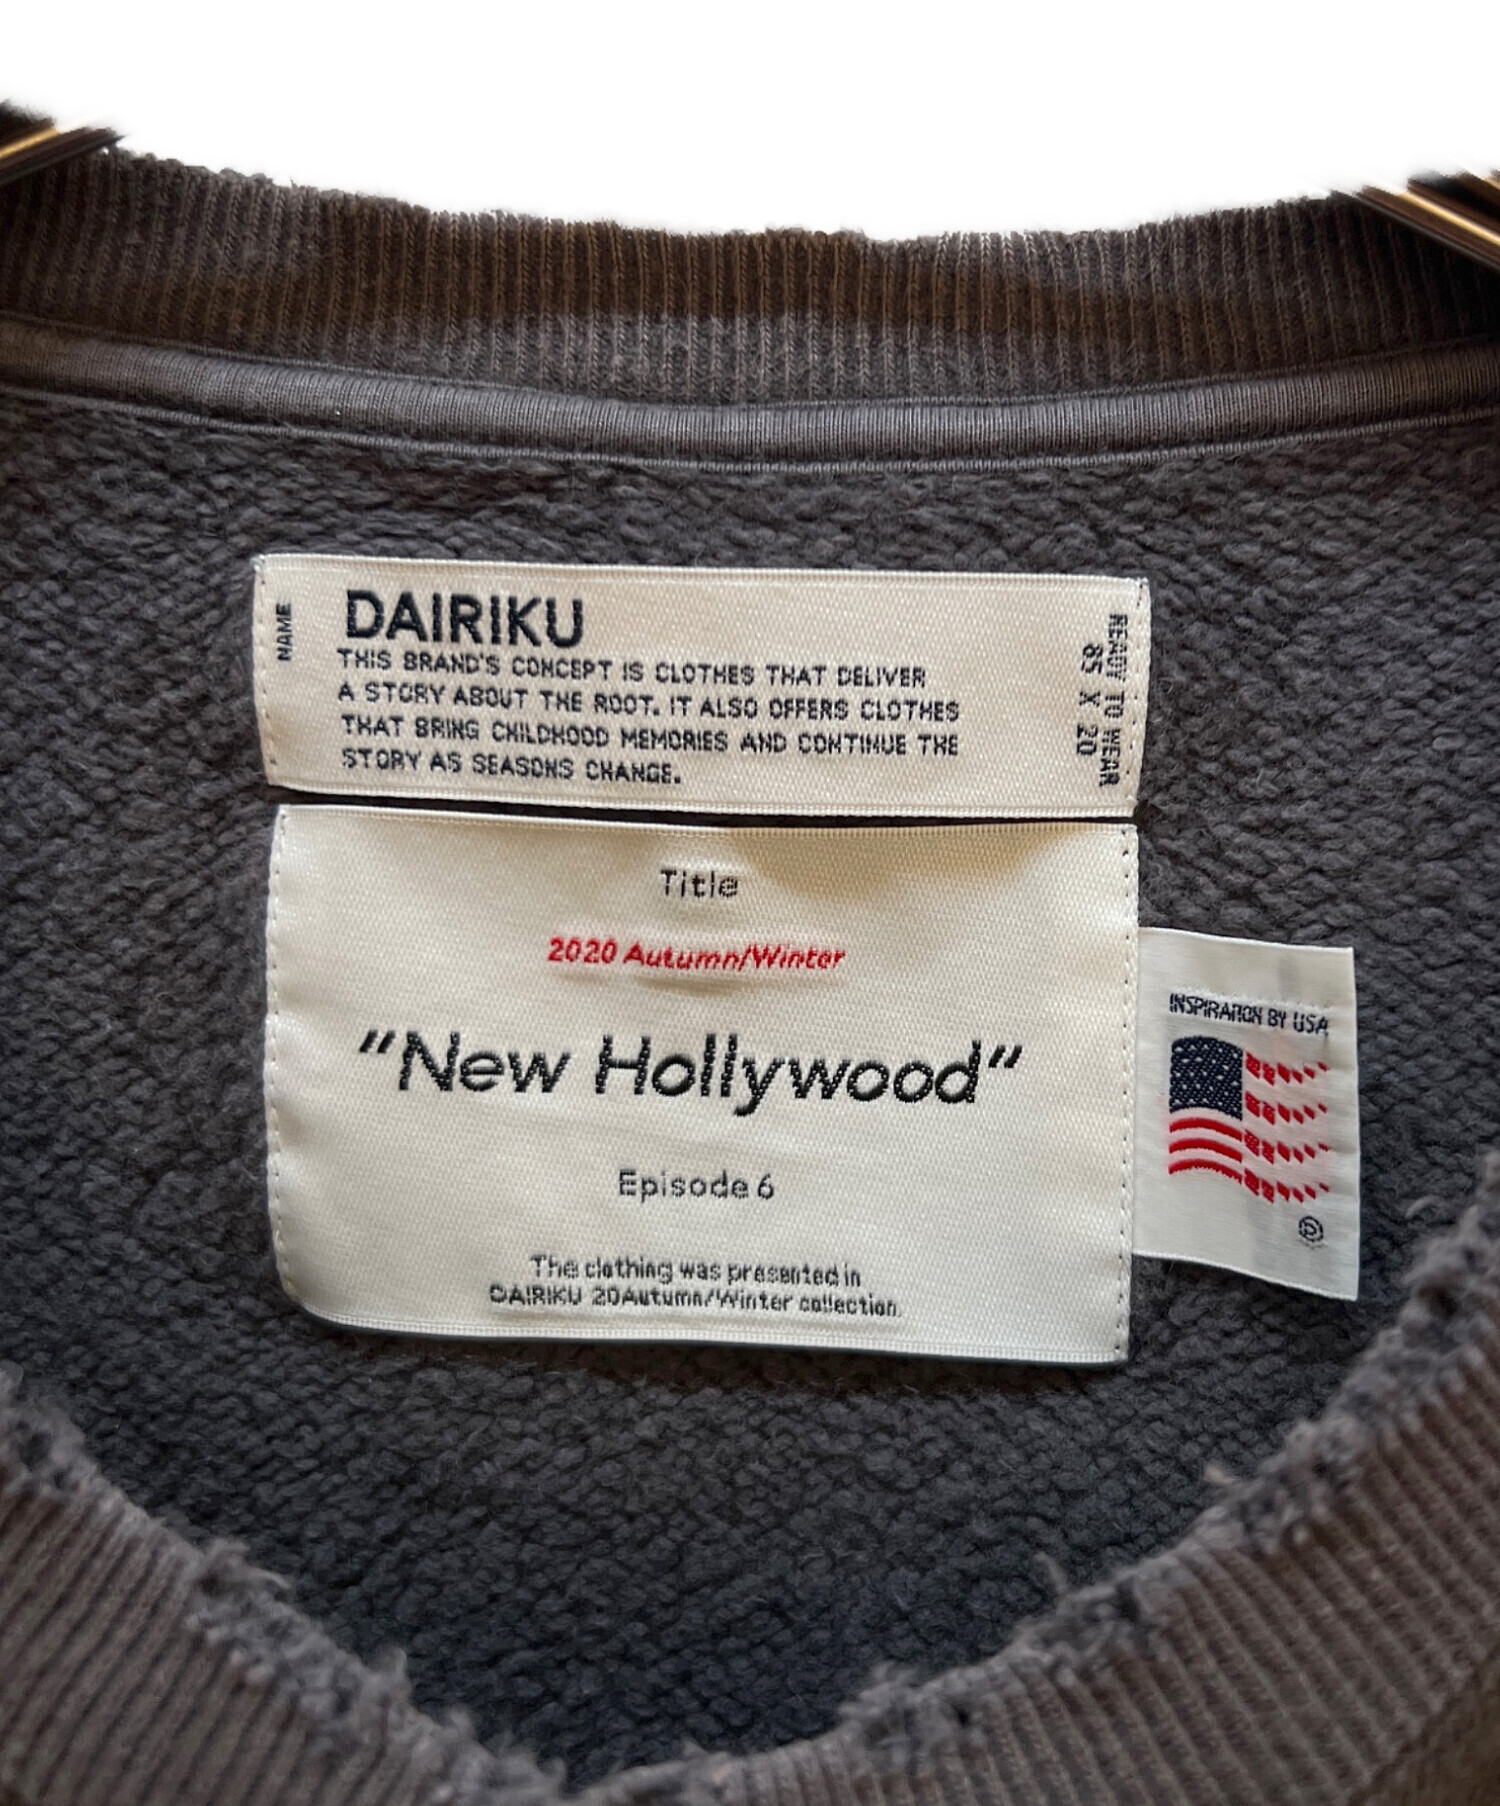 NAME
DAIRIKU
THIS BRAND'S CONCEPT IS CLOTHES THAT DELIVER
A STORY ABOUT THE ROOT. IT ALSO OFFERS CLOTHES
THAT BRING CHILDHOOD MEMORIES AND CONTINUE THE
STORY AS SEASONS CHANGE.
READY TO WEAR
85 X 20
Title
2020 Autumn/Winter
"New Hollywood"
Episode 6
The clothing was presented in
DAIRIKU 20Autumn/Winter collection.
INSPIRATION BY USA
Ⓓ